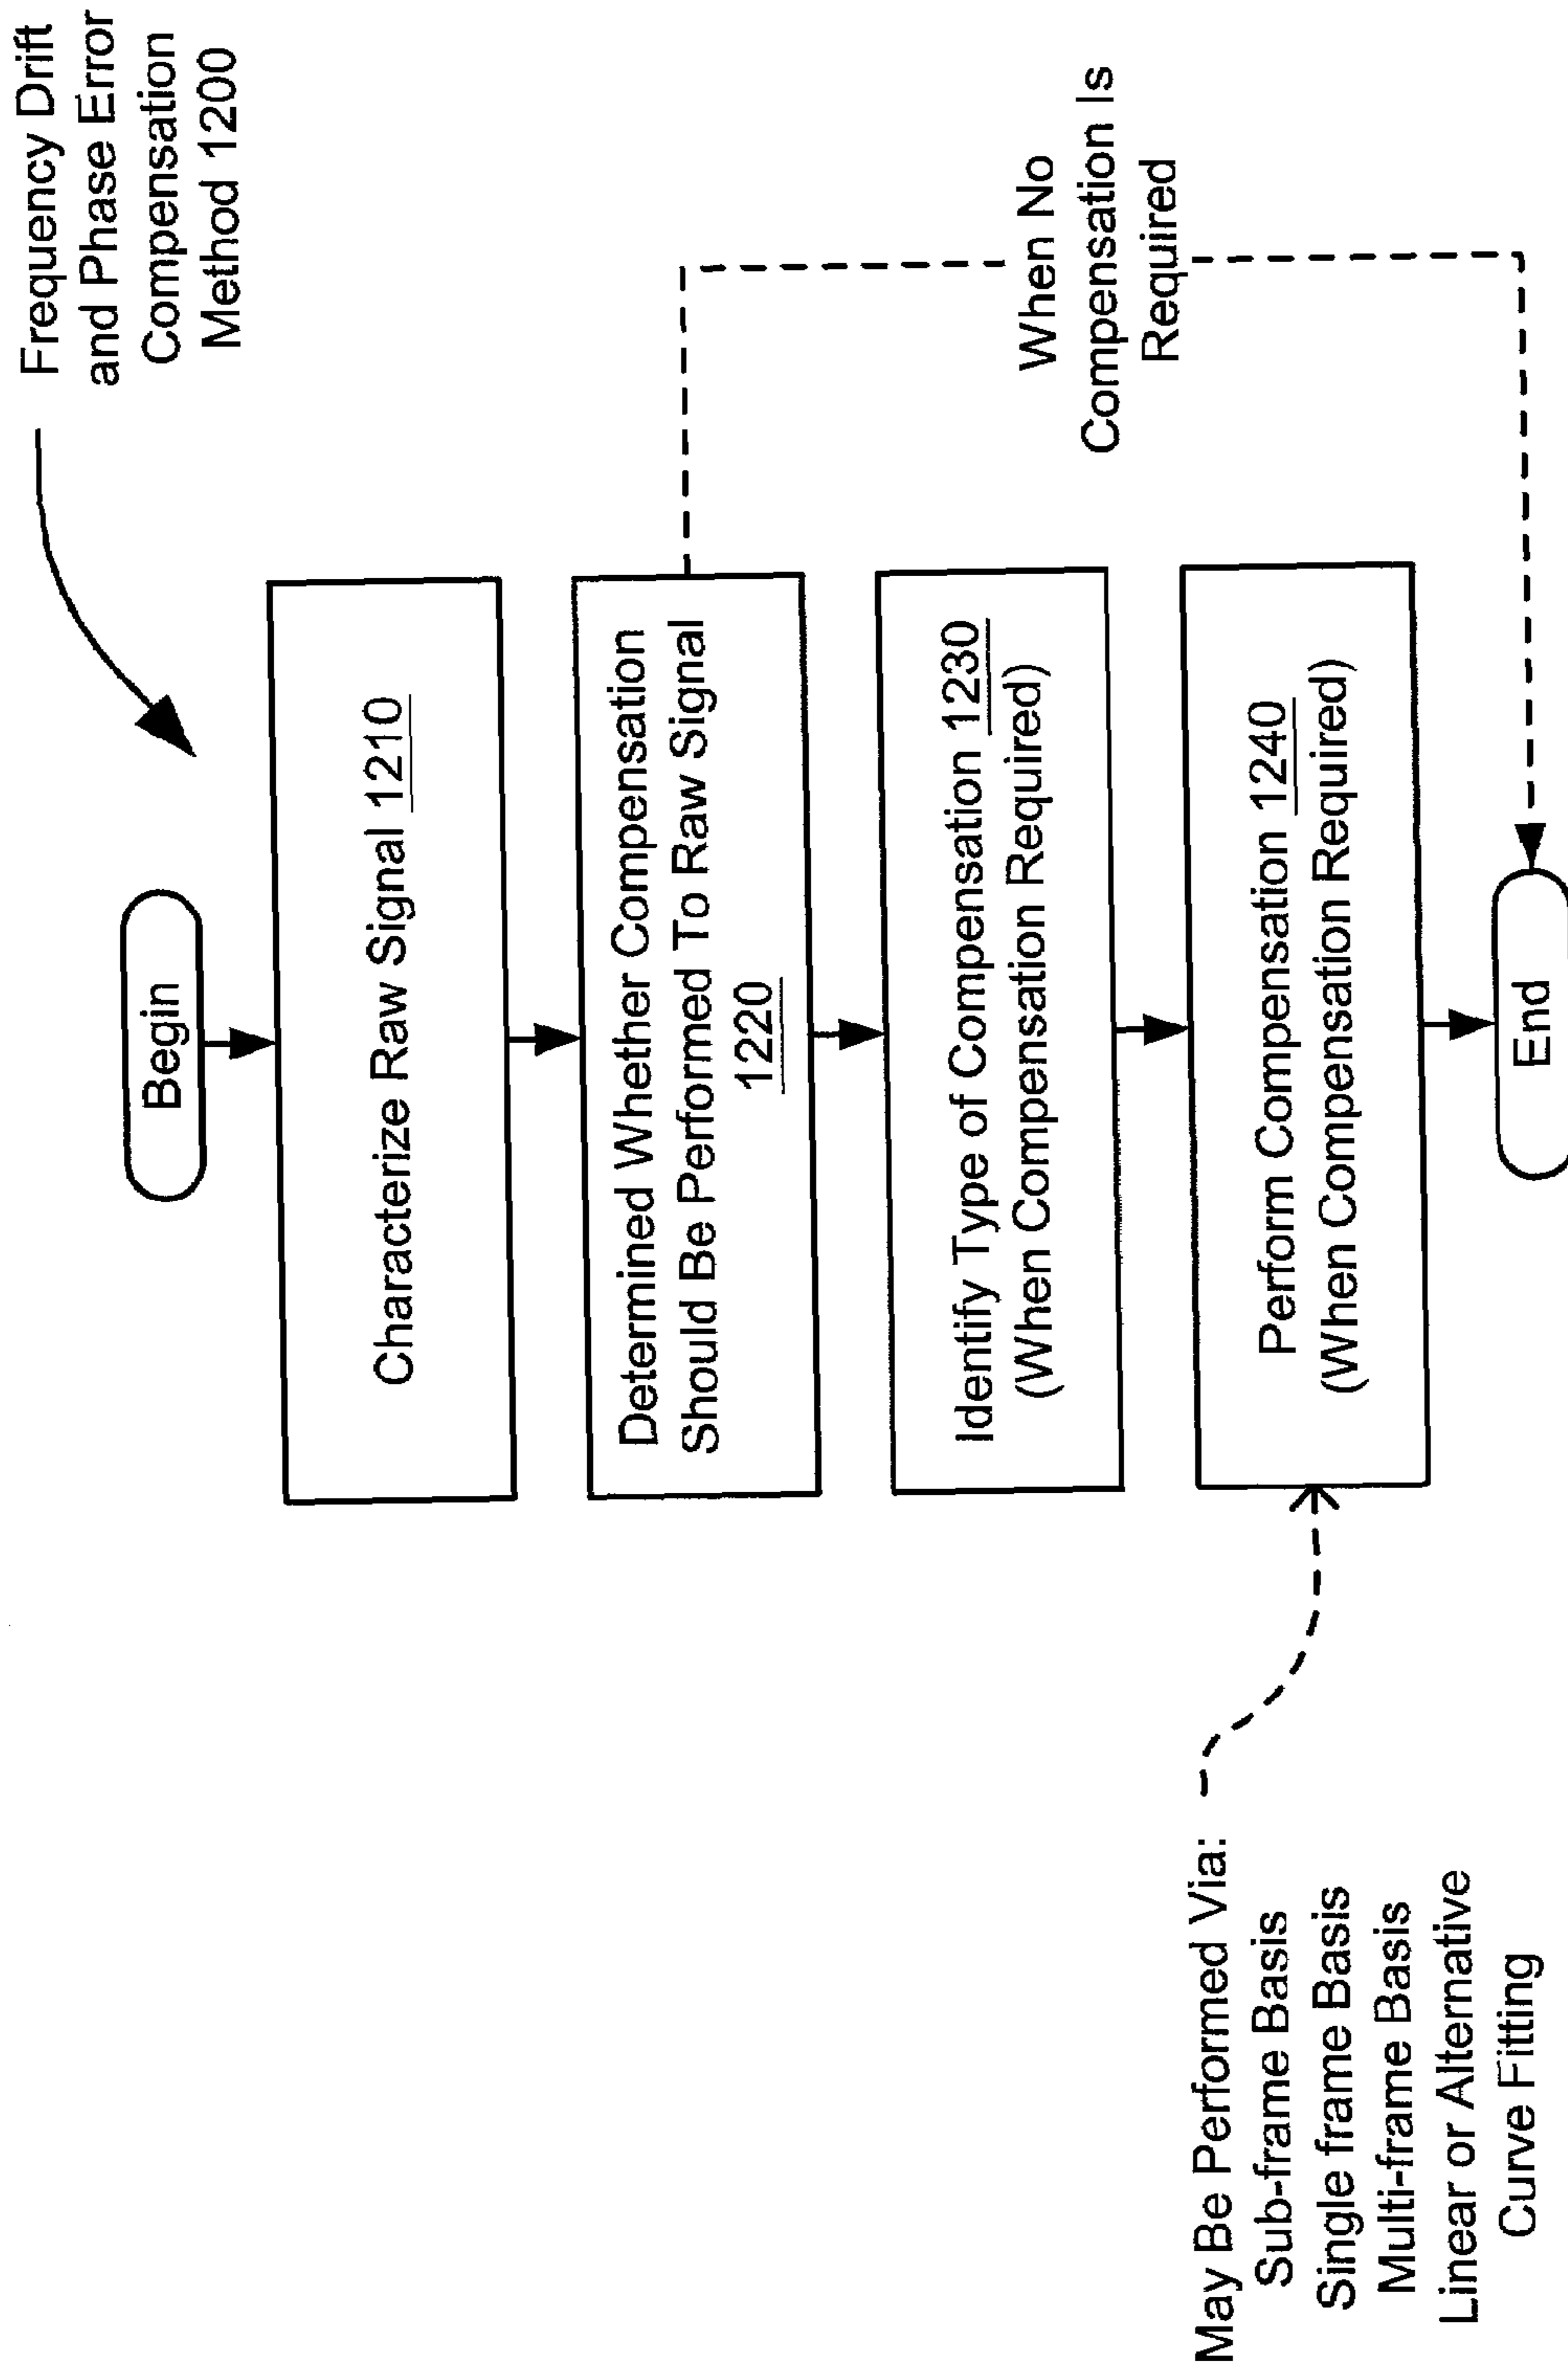 Frequency Drift
and Phase Error
Compensation
Method 1200
Begin
Characterize Raw Signal 1210
Determined Whether Compensation
Should Be Performed To Raw Signal
1220
When No
Compensation Is
Required
Identify Type of Compensation 1230
(When Compensation Required)
Perform Compensation 1240
(When Compensation Required)
May Be Performed Via:
Sub-frame Basis
Single frame Basis
Multi-frame Basis
Linear or Alternative
Curve Fitting
End